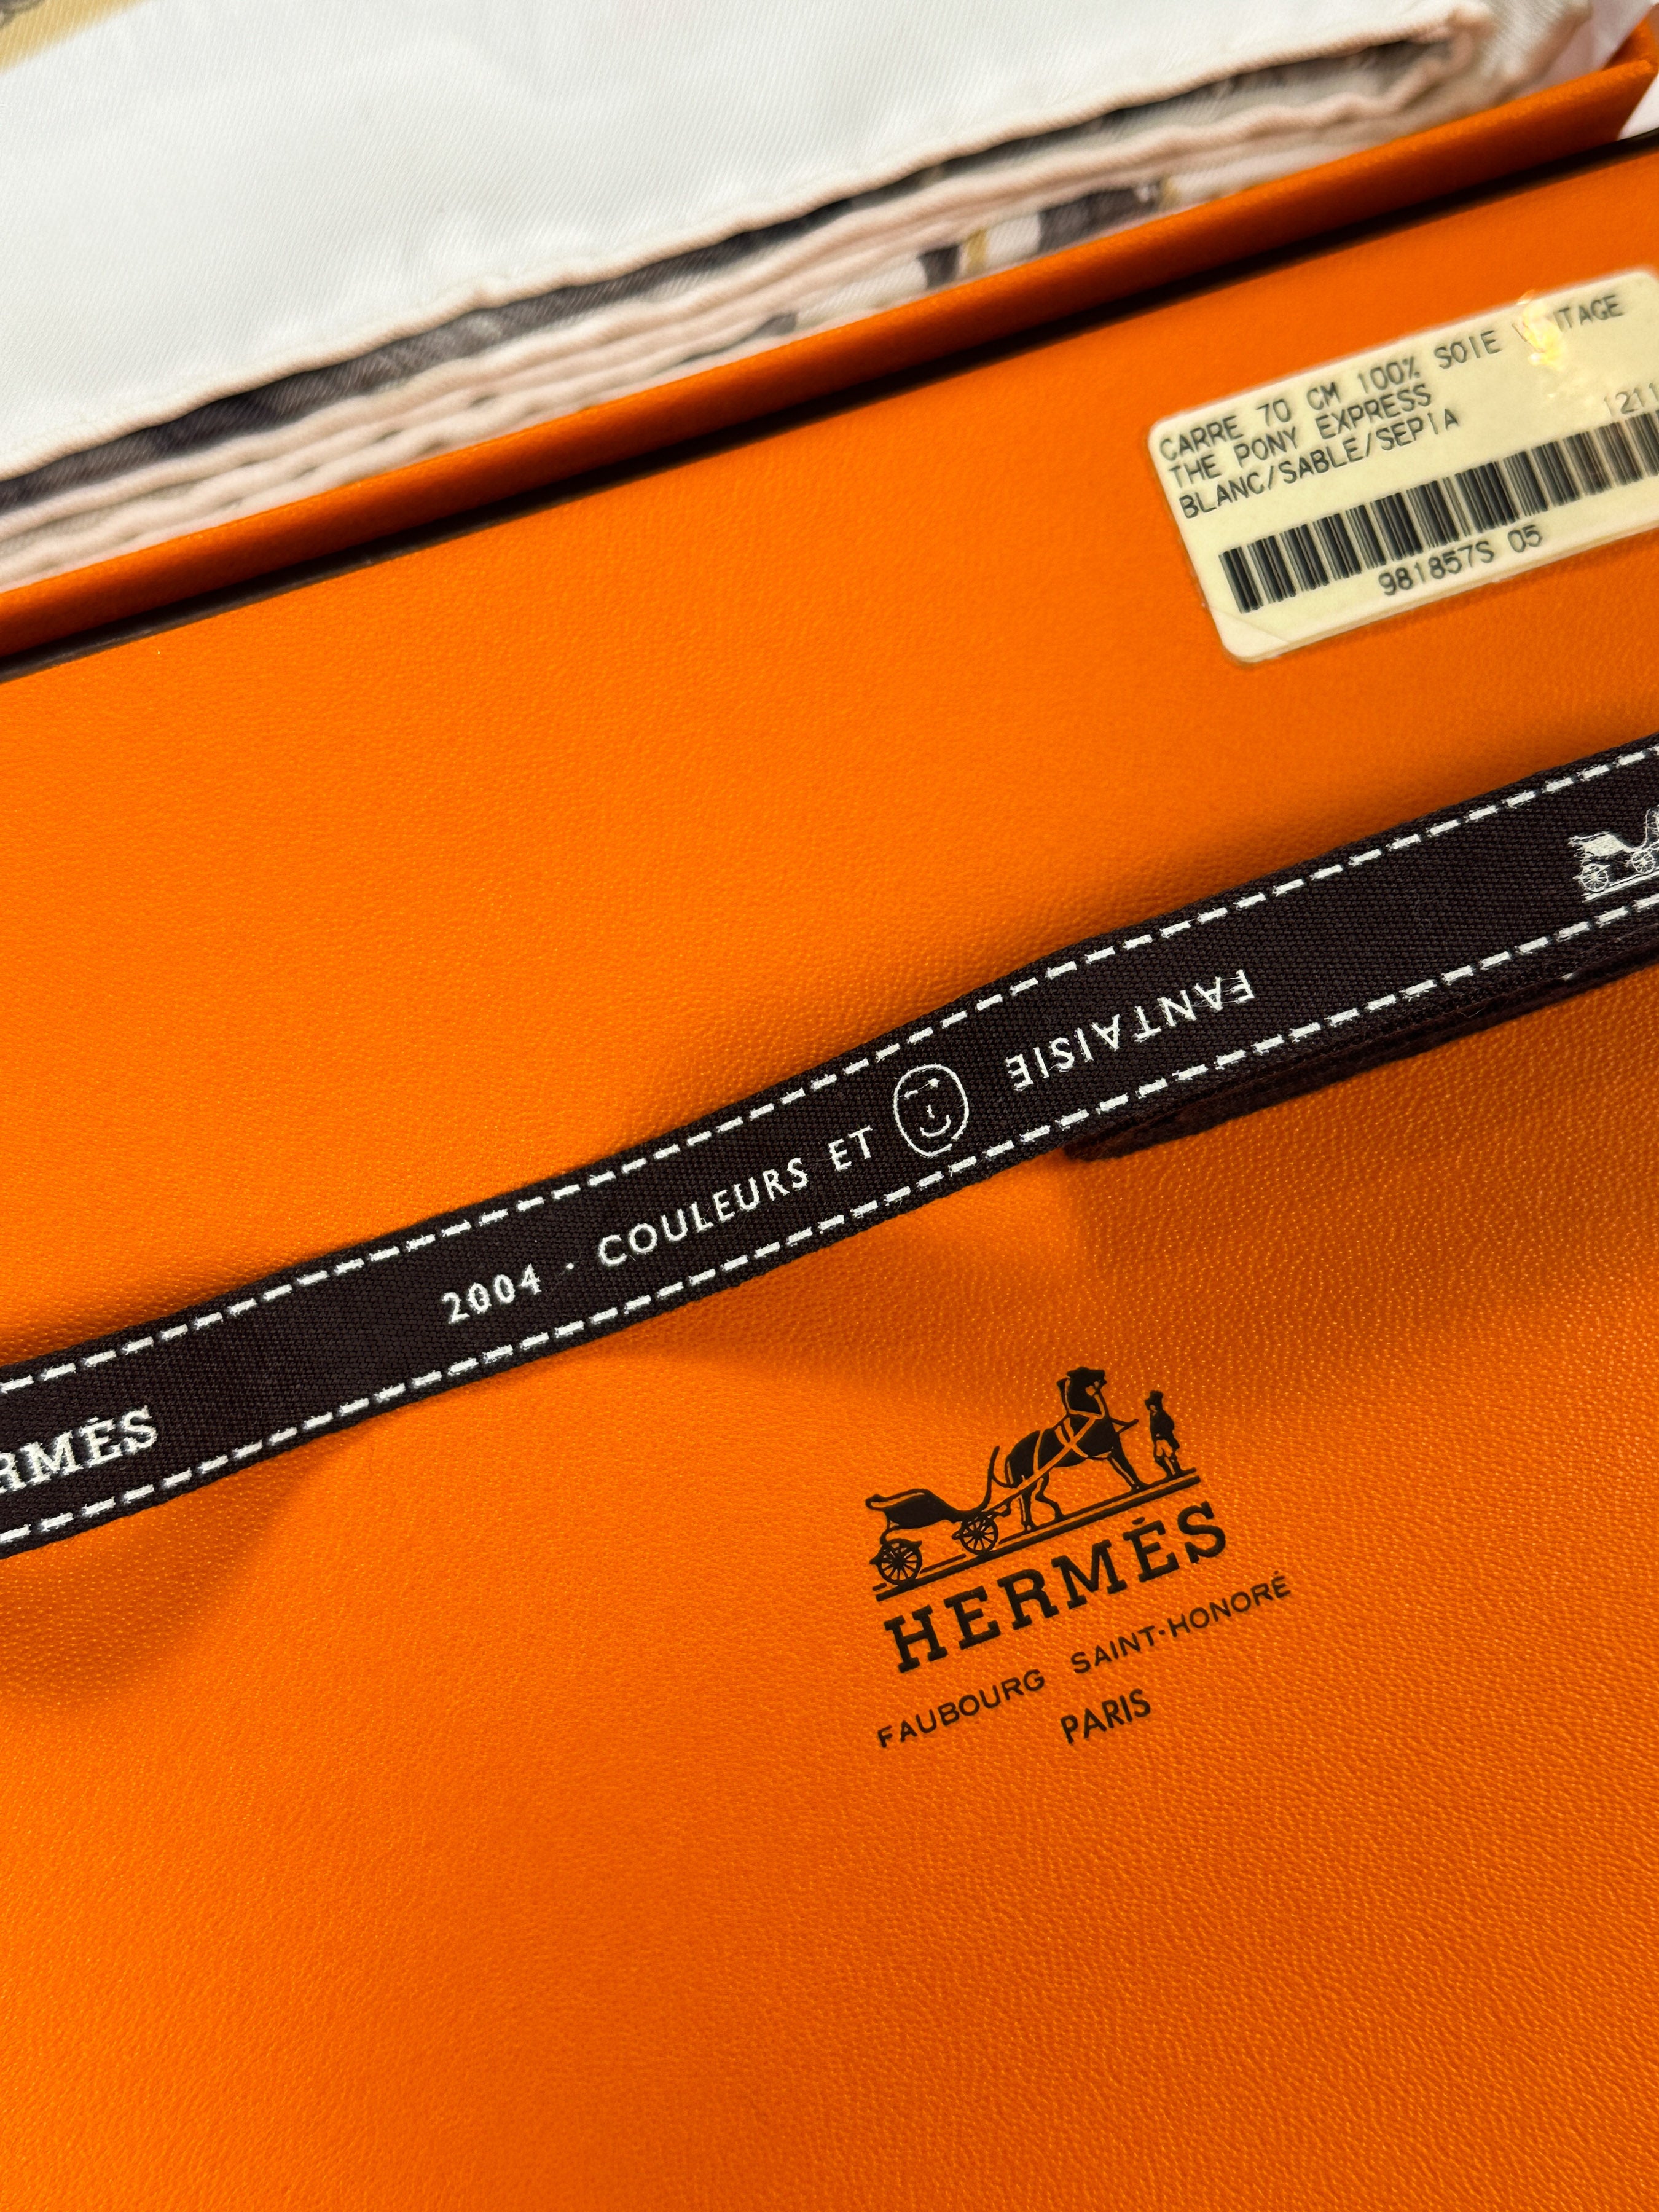 CARRE 70 CM 100% SOIE
THE PONY EXPRESS
BLANC/SABLE/SEPIA
981857S 05
RMÈS
2004 · COULEURS ET FANTAISIE
HERMÈS
FAUBOURG SAINT-HONORÉ
PARIS